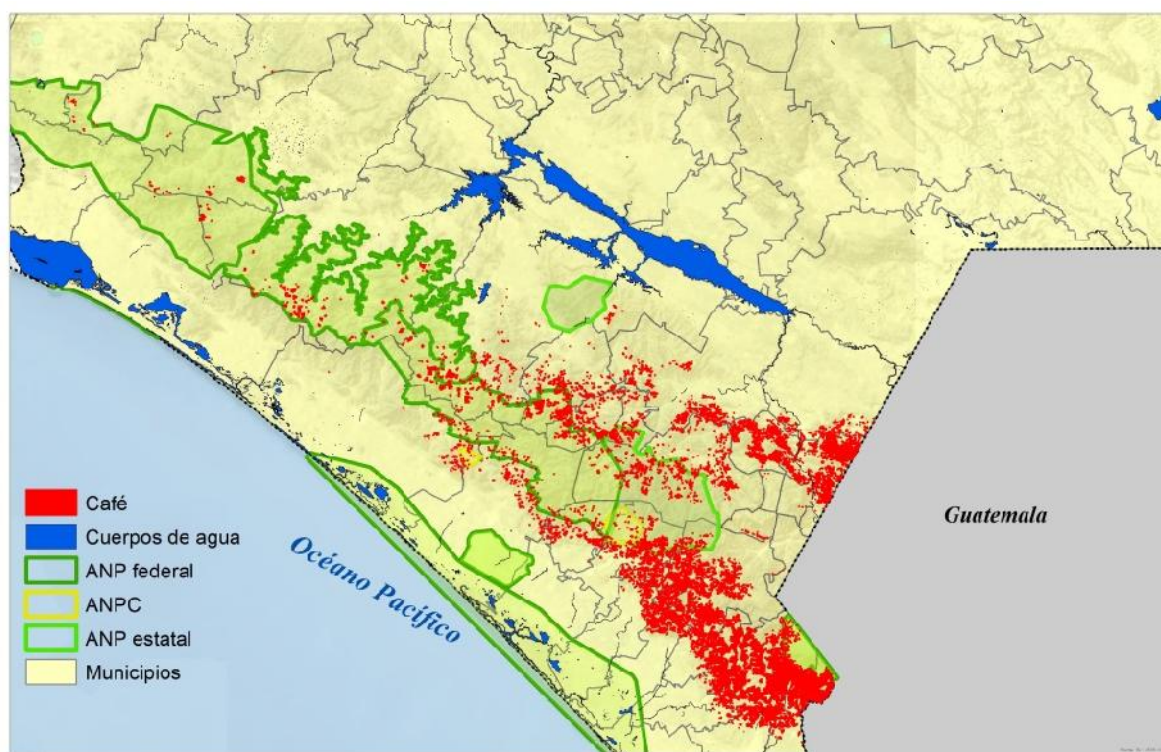 Café
Cuerpos de agua
ANP federal
ANPC
ANP estatal
Municipios
Océano Pacífico
Guatemala